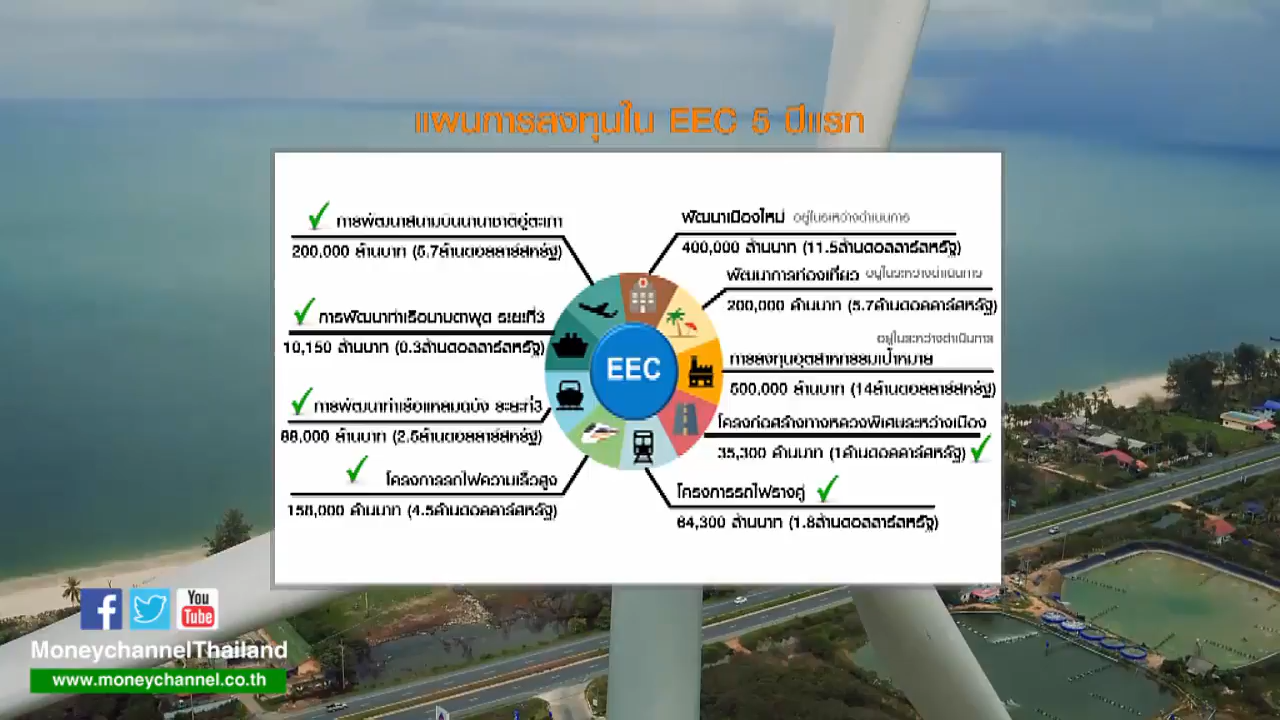 แผนการลงทุนใน EEC 5 ปีแรก
การพัฒนาสนามบินนานาชาติอู่ตะเภา
200,000 ล้านบาท (5.7ล้านดอลลาร์สหรัฐ)
การพัฒนาท่าเรือมาบตาพุด ระยะที่3
10,150 ล้านบาท (0.3ล้านดอลลาร์สหรัฐ)
การพัฒนาท่าเรือแหลมฉบัง ระยะที่3
88,000 ล้านบาท (2.5ล้านดอลลาร์สหรัฐ)
โครงการรถไฟความเร็วสูง
158,000 ล้านบาท (4.5ล้านดอลลาร์สหรัฐ)
EEC
พัฒนาเมืองใหม่ อยู่ในระหว่างดำเนินการ
400,000 ล้านบาท (11.5ล้านดอลลาร์สหรัฐ)
พัฒนาการท่องเที่ยว อยู่ในระหว่างดำเนินการ
200,000 ล้านบาท (5.7ล้านดอลลาร์สหรัฐ)
อยู่ในระหว่างดำเนินการ
การลงทุนอุตสาหกรรมเป้าหมาย
500,000 ล้านบาท (14ล้านดอลลาร์สหรัฐ)
โครงก่อสร้างทางหลวงพิเศษระหว่างเมือง
35,300 ล้านบาท (1ล้านดอลลาร์สหรัฐ)
โครงการรถไฟรางคู่
64,300 ล้านบาท (1.8ล้านดอลลาร์สหรัฐ)
You
Tube
MoneychannelThailand
www.moneychannel.co.th